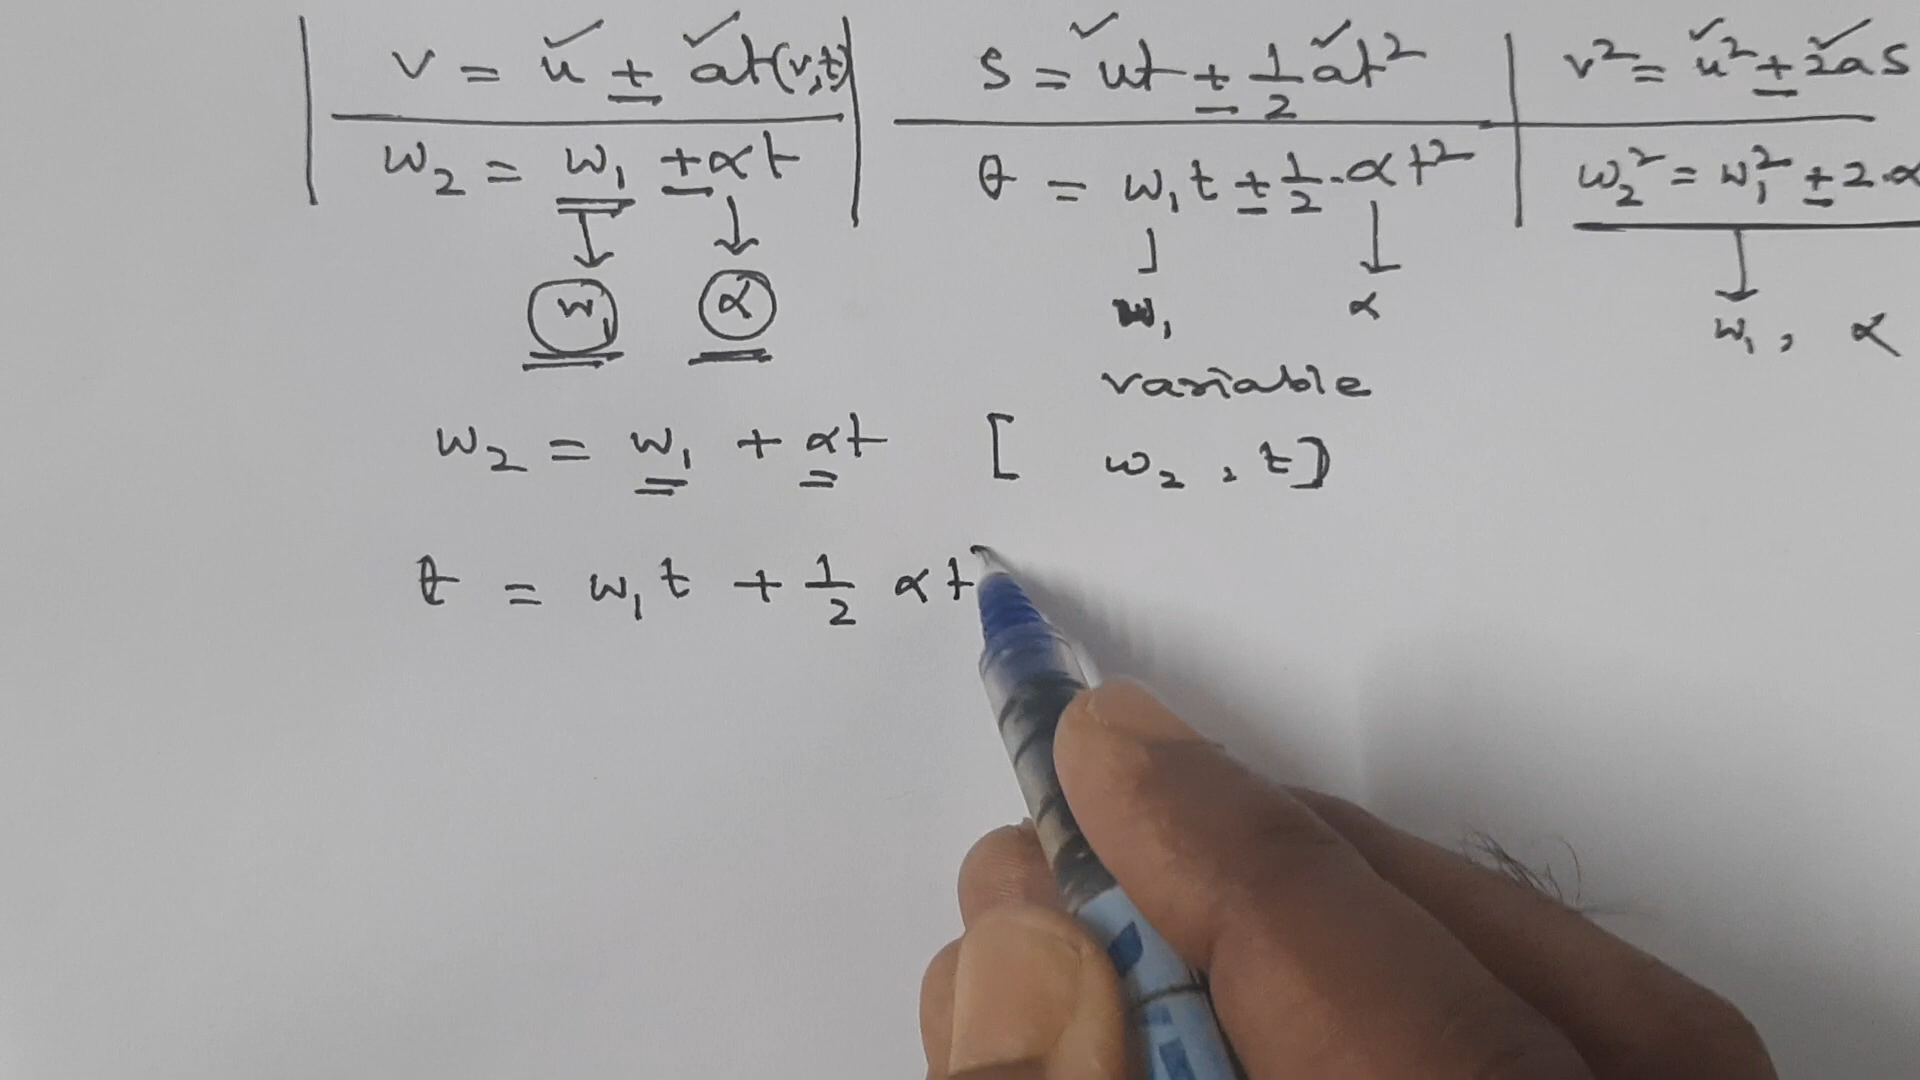 v = u ± at(v,t) | s = ut ± 1/2 at² | v² = u² ± 2as
ω₂ = ω₁ ± αt | θ = ω₁t ± 1/2 · αt² | ω₂² = ω₁² ± 2·α
ω₁ α ω₁ α ω₁, α
variable
ω₂ = ω₁ + αt [ ω₂, t]
θ = ω₁t + 1/2 αt